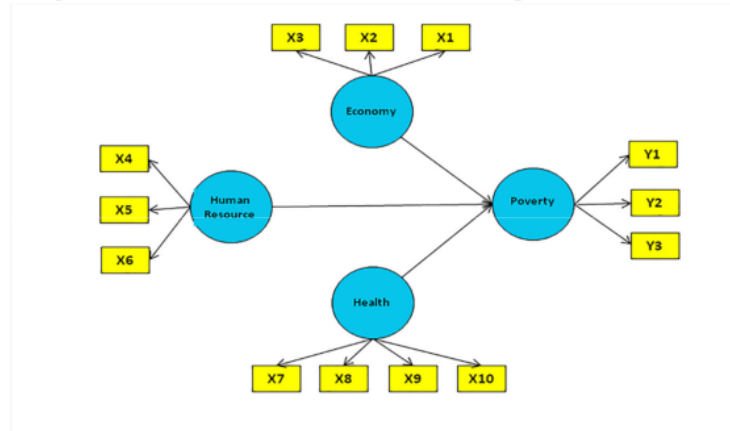 X3 X2 X1
Economy
X4
X5
X6
Human
Resource
Poverty
Y1
Y2
Y3
Health
X7 X8 X9 X10